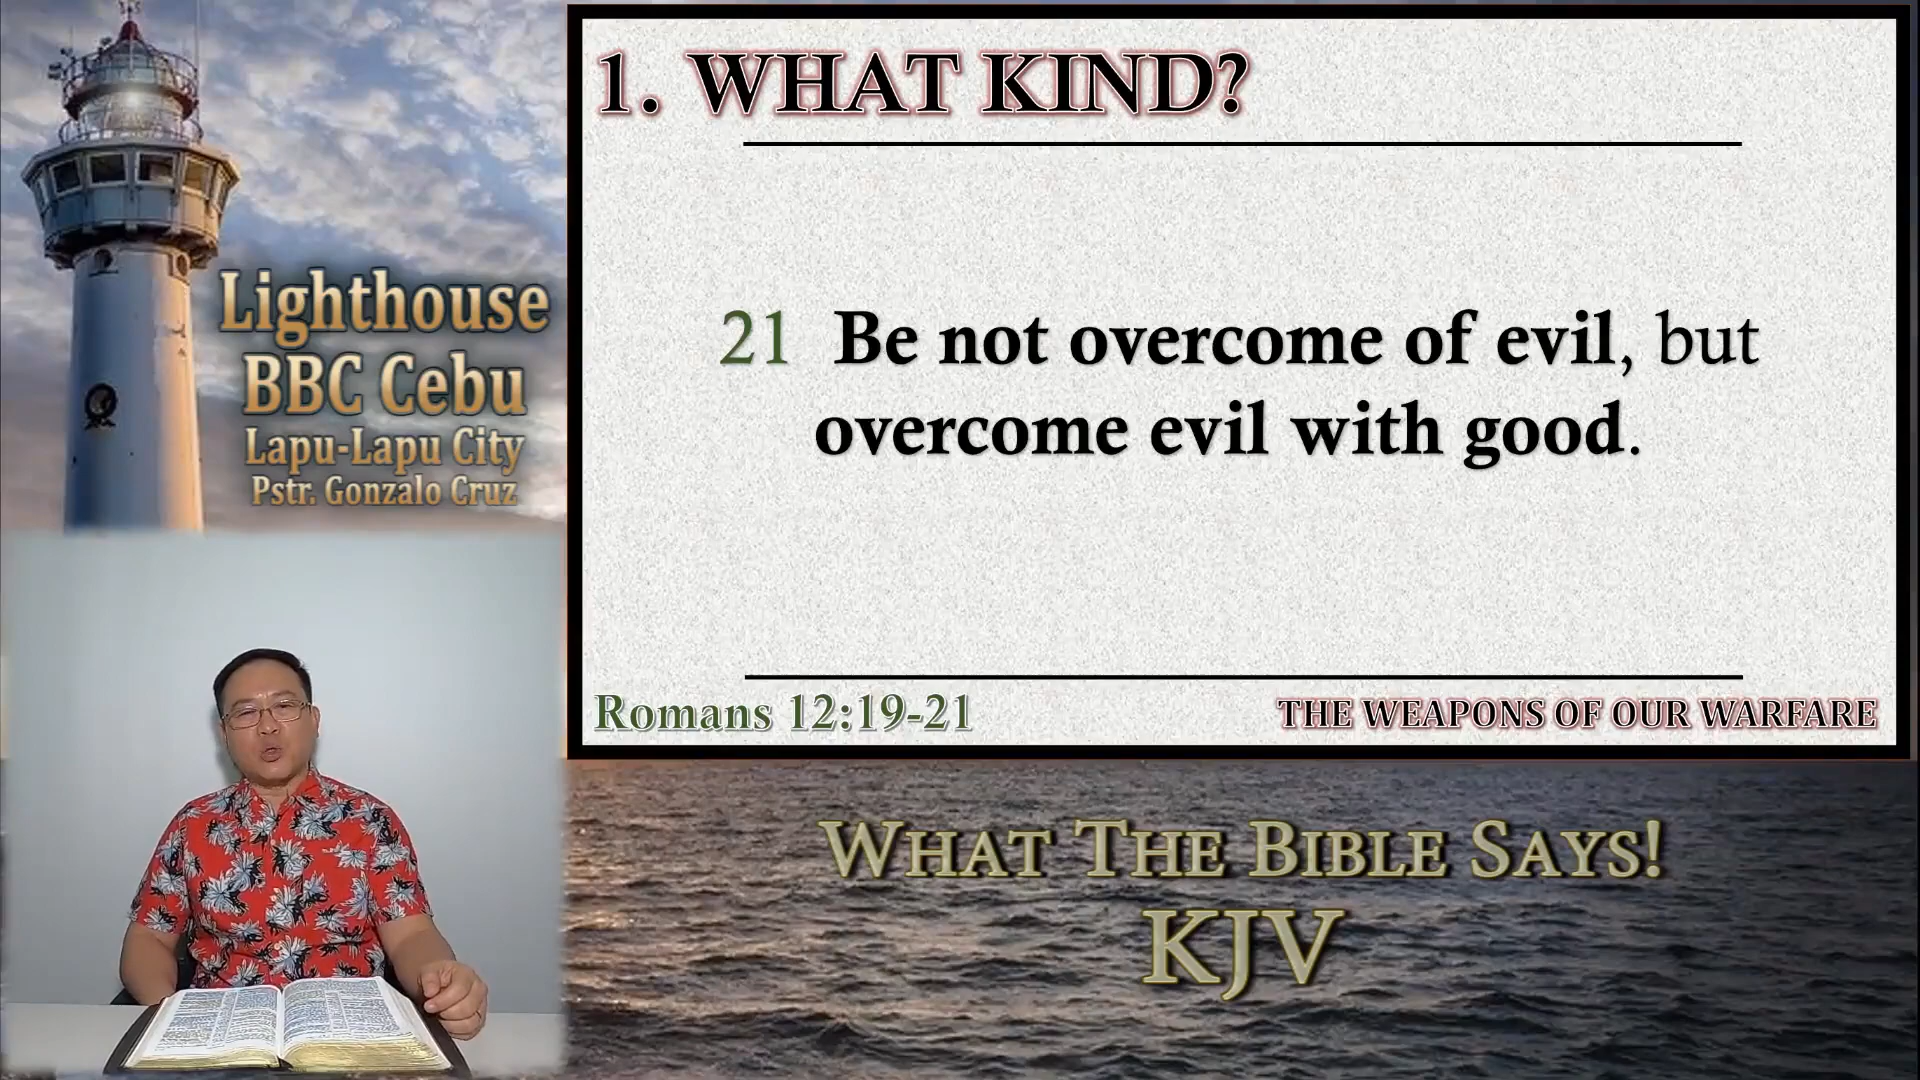 Lighthouse
BBC Cebu
Lapu-Lapu City
Pstr. Gonzalo Cruz
1. WHAT KIND?
21 Be not overcome of evil, but
overcome evil with good.
Romans 12:19-21
THE WEAPONS OF OUR WARFARE
WHAT THE BIBLE SAYS!
KJV